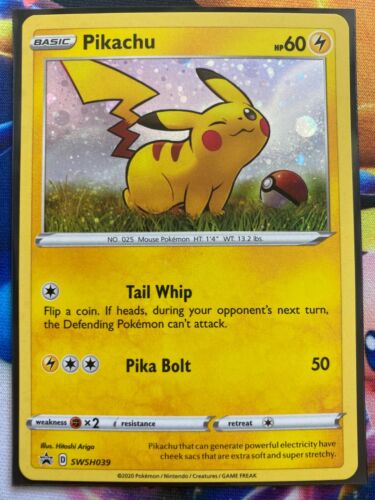 BASIC Pikachu HP60
NO. 025 Mouse Pokémon HT: 1'4" WT: 13.2 lbs.
Tail Whip
Flip a coin. If heads, during your opponent's next turn,
the Defending Pokémon can't attack.
Pika Bolt 50
weakness ×2 resistance retreat
Illus. Hitoshi Ariga
Pikachu that can generate powerful electricity have
cheek sacs that are extra soft and super stretchy.
D SWSH039
©2020 Pokémon / Nintendo / Creatures / GAME FREAK